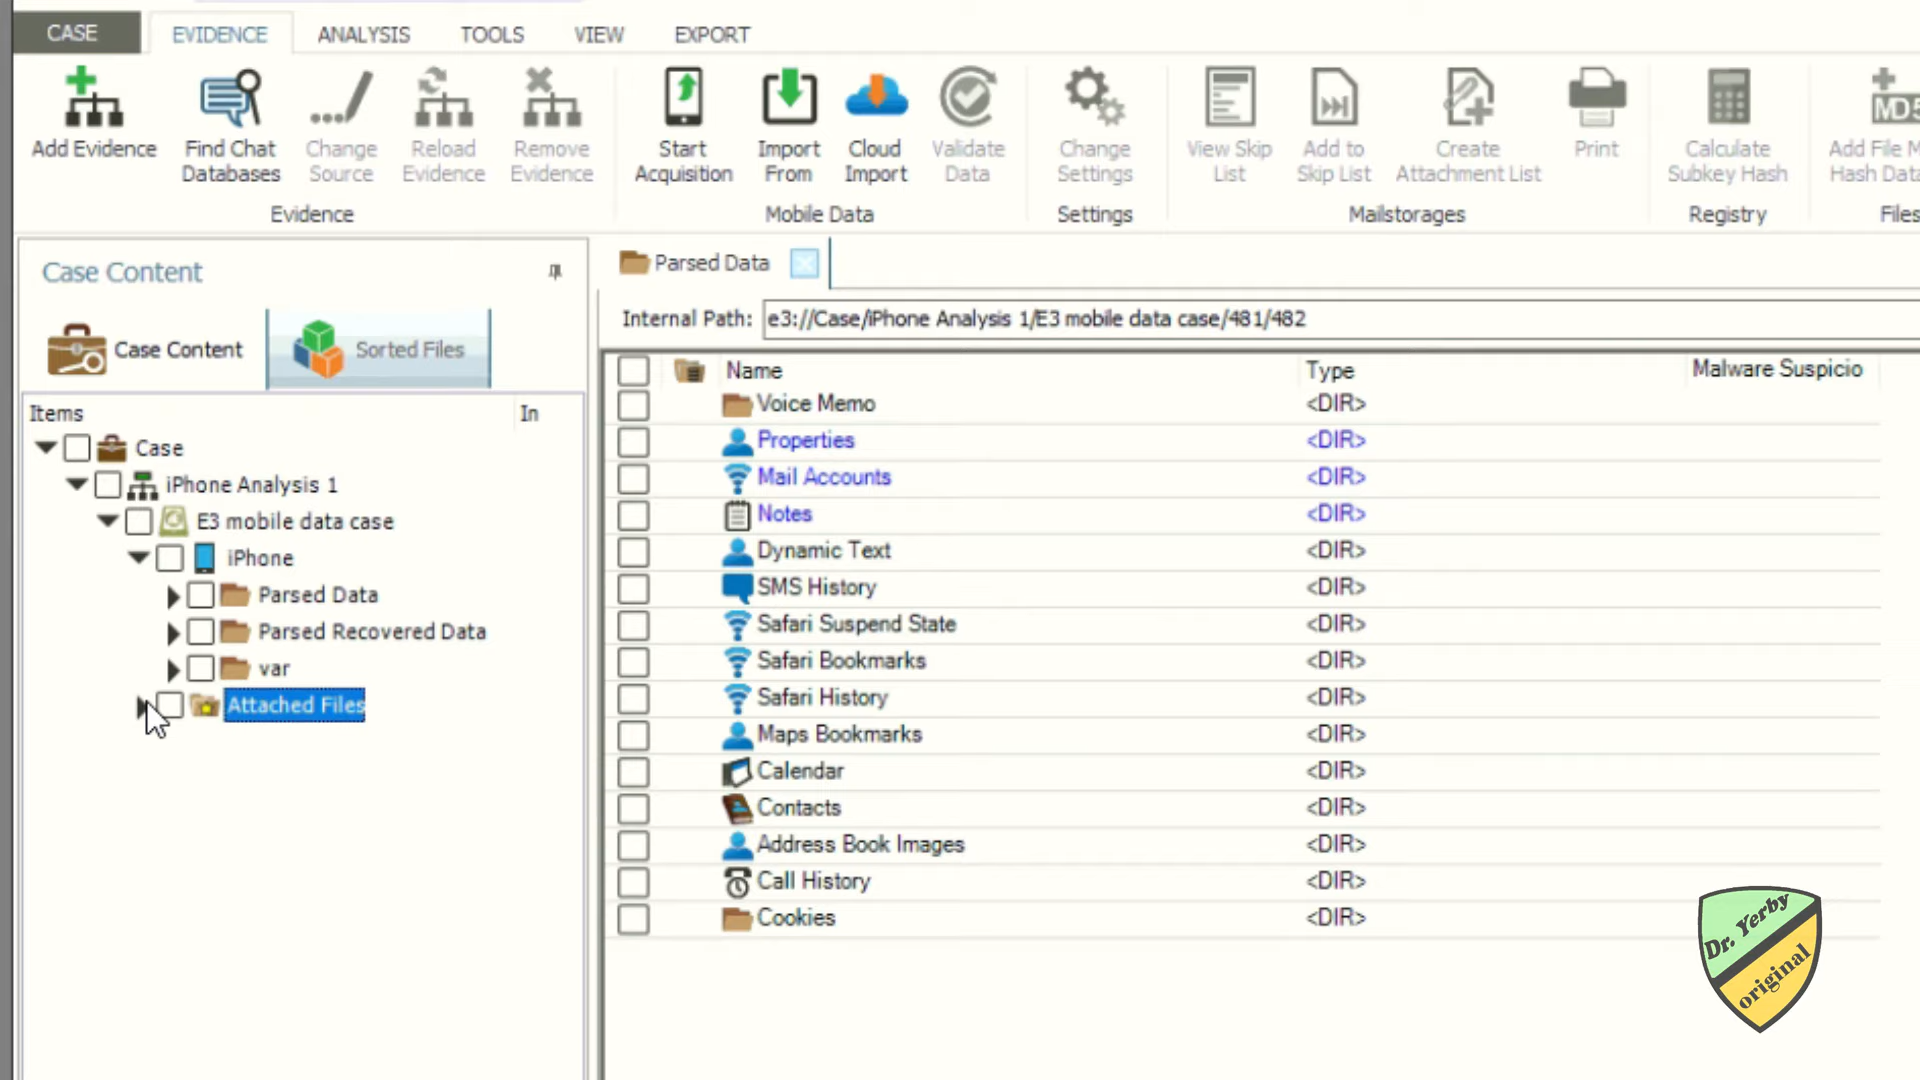 CASE EVIDENCE ANALYSIS TOOLS VIEW EXPORT
Add Evidence
Find Chat Databases
Change Source
Reload Evidence
Remove Evidence
Start Acquisition
Import From
Cloud Import
Validate Data
Change Settings
View Skip List
Add to Skip List
Create Attachment List
Print
Calculate Subkey Hash
Add File
MD5
Evidence
Mobile Data
Settings
Mailstorages
Registry
Files
Case Content
Case Content
Sorted Files
Items In
Case
iPhone Analysis 1
E3 mobile data case
iPhone
Parsed Data
Parsed Recovered Data
var
Attached Files
Parsed Data
Internal Path: e3://Case/iPhone Analysis 1/E3 mobile data case/481/482
Name Type Malware Suspicio
Voice Memo <DIR>
Properties <DIR>
Mail Accounts <DIR>
Notes <DIR>
Dynamic Text <DIR>
SMS History <DIR>
Safari Suspend State <DIR>
Safari Bookmarks <DIR>
Safari History <DIR>
Maps Bookmarks <DIR>
Calendar <DIR>
Contacts <DIR>
Address Book Images <DIR>
Call History <DIR>
Cookies <DIR>
Dr. Yerby
original